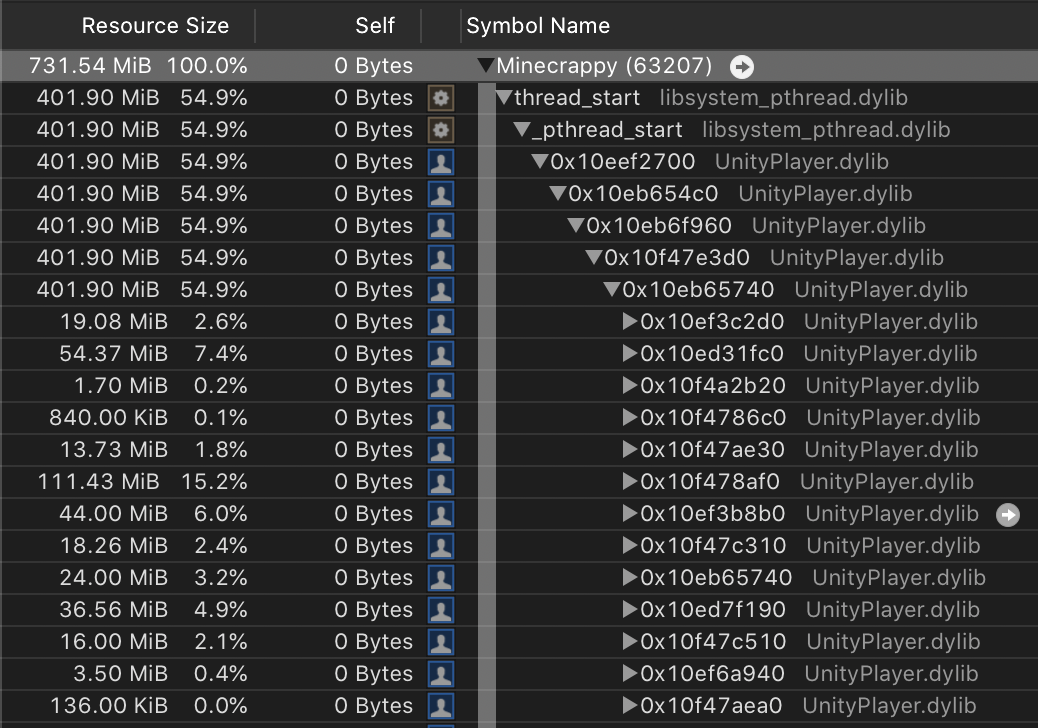 Resource Size Self Symbol Name
731.54 MiB 100.0% 0 Bytes Minecrappy (63207)
401.90 MiB 54.9% 0 Bytes thread_start libsystem_pthread.dylib
401.90 MiB 54.9% 0 Bytes _pthread_start libsystem_pthread.dylib
401.90 MiB 54.9% 0 Bytes 0x10eef2700 UnityPlayer.dylib
401.90 MiB 54.9% 0 Bytes 0x10eb654c0 UnityPlayer.dylib
401.90 MiB 54.9% 0 Bytes 0x10eb6f960 UnityPlayer.dylib
401.90 MiB 54.9% 0 Bytes 0x10f47e3d0 UnityPlayer.dylib
401.90 MiB 54.9% 0 Bytes 0x10eb65740 UnityPlayer.dylib
19.08 MiB 2.6% 0 Bytes 0x10ef3c2d0 UnityPlayer.dylib
54.37 MiB 7.4% 0 Bytes 0x10ed31fc0 UnityPlayer.dylib
1.70 MiB 0.2% 0 Bytes 0x10f4a2b20 UnityPlayer.dylib
840.00 KiB 0.1% 0 Bytes 0x10f4786c0 UnityPlayer.dylib
13.73 MiB 1.8% 0 Bytes 0x10f47ae30 UnityPlayer.dylib
111.43 MiB 15.2% 0 Bytes 0x10f478af0 UnityPlayer.dylib
44.00 MiB 6.0% 0 Bytes 0x10ef3b8b0 UnityPlayer.dylib
18.26 MiB 2.4% 0 Bytes 0x10f47c310 UnityPlayer.dylib
24.00 MiB 3.2% 0 Bytes 0x10eb65740 UnityPlayer.dylib
36.56 MiB 4.9% 0 Bytes 0x10ed7f190 UnityPlayer.dylib
16.00 MiB 2.1% 0 Bytes 0x10f47c510 UnityPlayer.dylib
3.50 MiB 0.4% 0 Bytes 0x10ef6a940 UnityPlayer.dylib
136.00 KiB 0.0% 0 Bytes 0x10f47aea0 UnityPlayer.dylib